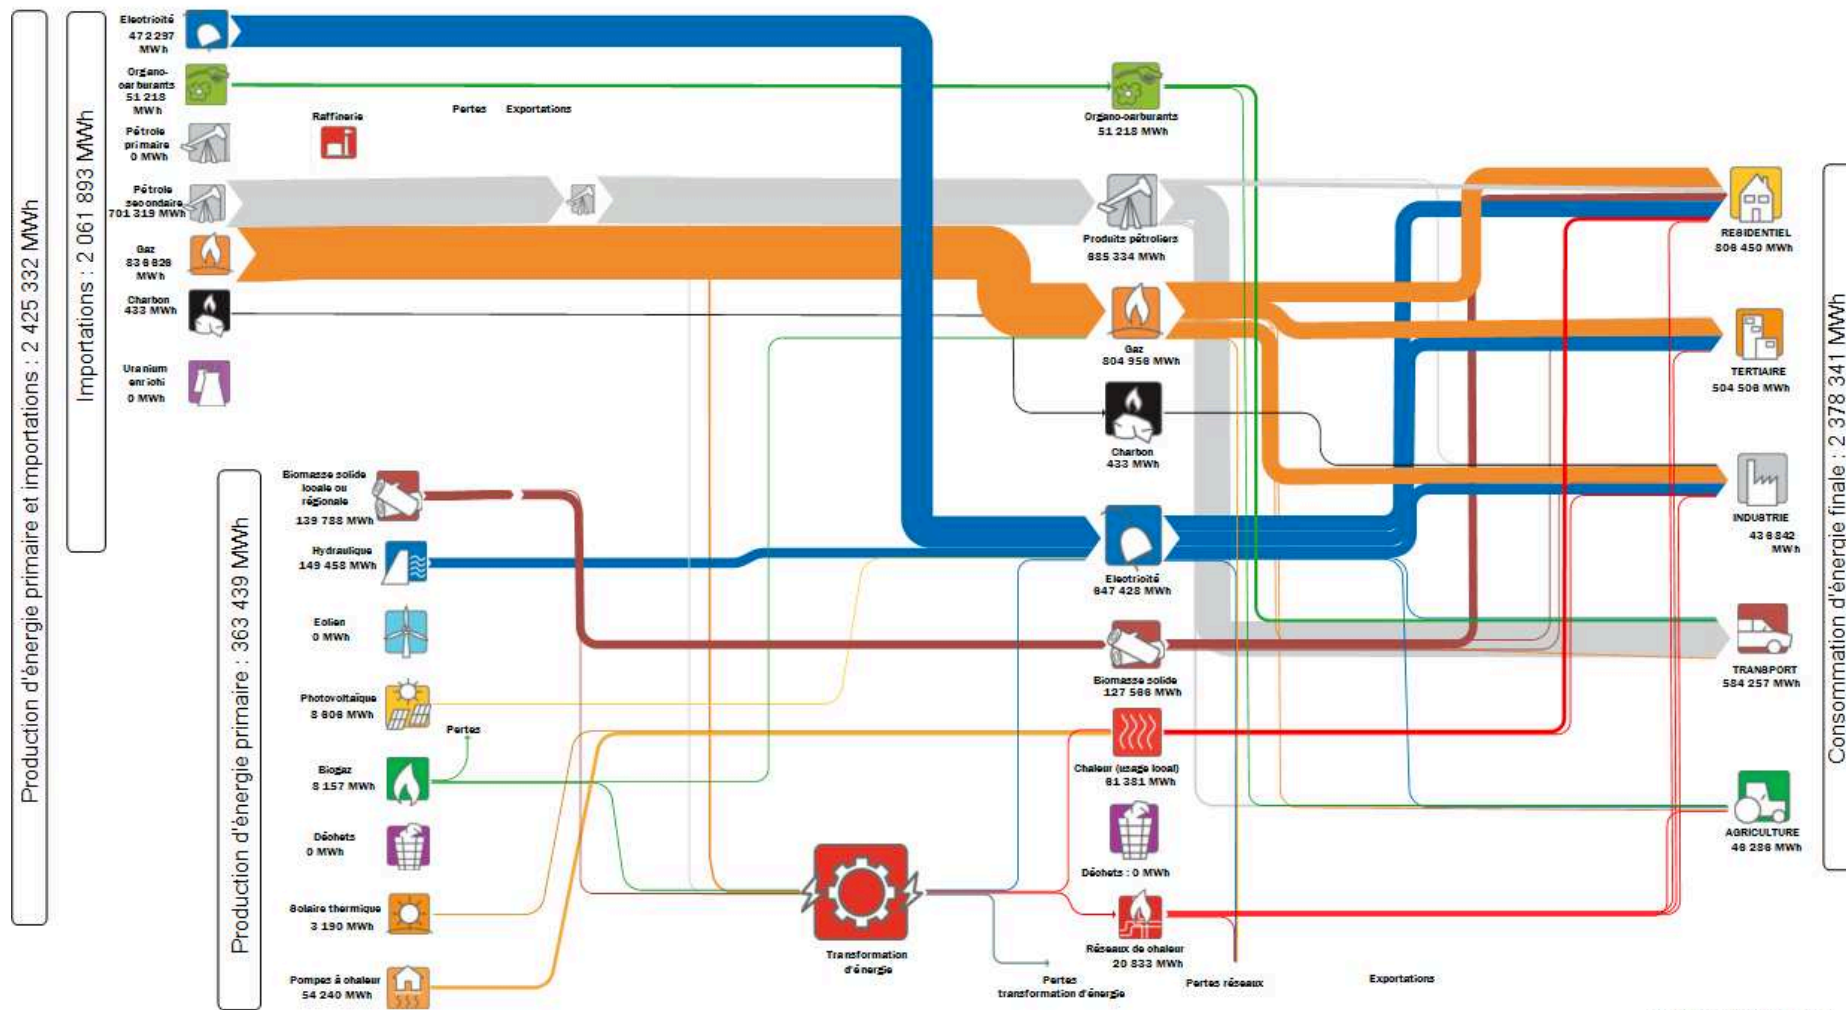 Production d'énergie primaire et importations : 2 425 332 MWh
Importations : 2 061 893 MWh
Electricité
472 297
MWh
Organo-
carburants
51 218
MWh
Pétrole
primaire
0 MWh
Pétrole
secondaire
701 319 MWh
Gaz
836 626
MWh
Charbon
433 MWh
Uranium
enrichi
0 MWh
Raffinerie
Pertes
Exportations
Production d'énergie primaire : 363 439 MWh
Biomasse solide
locale ou
régionale
139 788 MWh
Hydraulique
149 458 MWh
Eolien
0 MWh
Photovoltaïque
8 606 MWh
Pertes
Biogaz
8 157 MWh
Déchets
0 MWh
Solaire thermique
3 190 MWh
Pompes à chaleur
54 240 MWh
Transformation
d'énergie
Organo-carburants
51 218 MWh
Produits pétroliers
685 334 MWh
Gaz
804 956 MWh
Charbon
433 MWh
Electricité
647 428 MWh
Biomasse solide
127 566 MWh
Chaleur (usage local)
61 381 MWh
Déchets : 0 MWh
Réseaux de chaleur
20 833 MWh
Pertes
transformation d'énergie
Pertes réseaux
Exportations
RESIDENTIEL
806 450 MWh
TERTIAIRE
504 506 MWh
INDUSTRIE
436 842
MWh
TRANSPORT
584 257 MWh
AGRICULTURE
46 286 MWh
Consommation d'énergie finale : 2 378 341 MWh